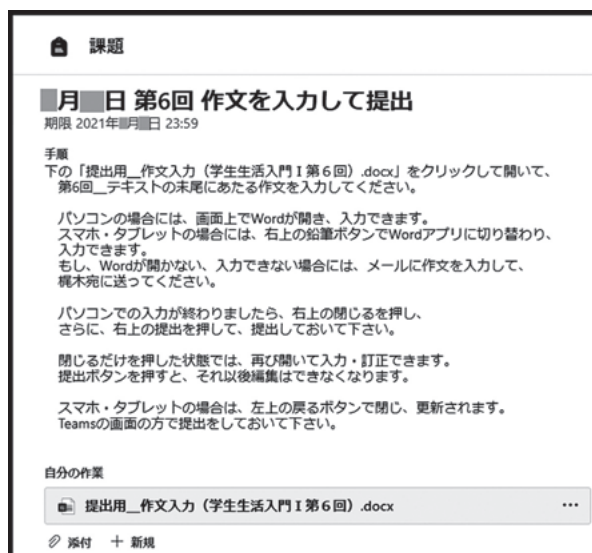 課題
月 日 第6回 作文を入力して提出
期限 2021年 月 日 23:59
手順
下の「提出用__作文入力（学生生活入門Ⅰ第6回）.docx」をクリックして開いて、
第6回__テキストの末尾にあたる作文を入力してください。
パソコンの場合には、画面上でWordが開き、入力できます。
スマホ・タブレットの場合には、右上の鉛筆ボタンでWordアプリに切り替わり、
入力できます。
もし、Wordが開かない、入力できない場合には、メールに作文を入力して、
梶木宛に送ってください。
パソコンでの入力が終わりましたら、右上の閉じるを押し、
さらに、右上の提出を押して、提出しておいて下さい。
閉じるだけを押した状態では、再び開いて入力・訂正できます。
提出ボタンを押すと、それ以後編集はできなくなります。
スマホ・タブレットの場合は、左上の戻るボタンで閉じ、更新されます。
Teamsの画面の方で提出をしておいて下さい。
自分の作業
提出用__作文入力（学生生活入門Ⅰ第6回）.docx ...
添付 + 新規